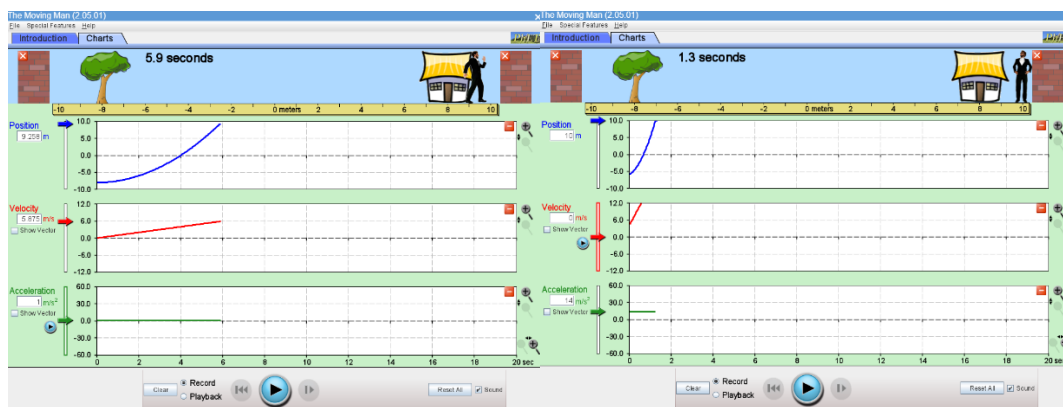 The Moving Man (2.05.01)
File Special Features Help
Introduction Charts
5.9 seconds
-10 -8 -6 -4 -2 0 meters 2 4 6 8 10
Position
9.258 m
10.0
5.0
0.0
-5.0
-10.0
Velocity
5.875 m/s
Show Vector
12.0
6.0
0.0
-6.0
-12.0
Acceleration
1 m/s²
Show Vector
60.0
30.0
0.0
-30.0
-60.0
0 2 4 6 8 10 12 14 16 18 20 sec
Clear
Record
Playback
Reset All
Sound
The Moving Man (2.05.01)
File Special Features Help
Introduction Charts
1.3 seconds
-10 -8 -6 -4 -2 0 meters 2 4 6 8 10
Position
10 m
10.0
5.0
0.0
-5.0
-10.0
Velocity
0 m/s
Show Vector
12.0
6.0
0.0
-6.0
-12.0
Acceleration
14 m/s²
Show Vector
60.0
30.0
0.0
-30.0
-60.0
0 2 4 6 8 10 12 14 16 18 20 sec
Clear
Record
Playback
Reset All
Sound